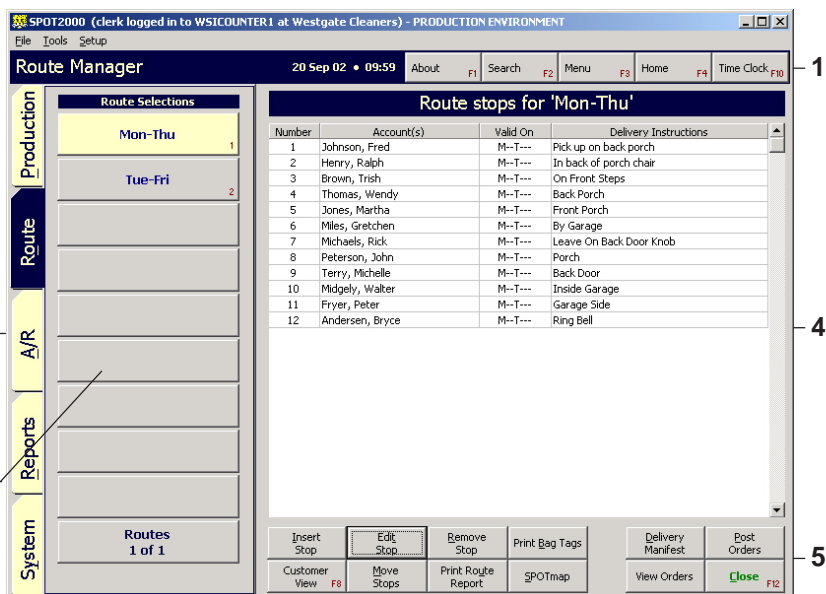 SPOT2000 (clerk logged in to WSICOUNTER1 at Westgate Cleaners) - PRODUCTION ENVIRONMENT
File Tools Setup
Route Manager 20 Sep 02 • 09:59 About F1 Search F2 Menu F3 Home F4 Time Clock F10 1
Production
Route
A/R
Reports
System
Route Selections
Mon-Thu 1
Tue-Fri 2
Routes
1 of 1
Route stops for 'Mon-Thu'
Number Account(s) Valid On Delivery Instructions
1 Johnson, Fred M--T--- Pick up on back porch
2 Henry, Ralph M--T--- In back of porch chair
3 Brown, Trish M--T--- On Front Steps
4 Thomas, Wendy M--T--- Back Porch
5 Jones, Martha M--T--- Front Porch
6 Miles, Gretchen M--T--- By Garage
7 Michaels, Rick M--T--- Leave On Back Door Knob
8 Peterson, John M--T--- Porch
9 Terry, Michelle M--T--- Back Door
10 Midgely, Walter M--T--- Inside Garage
11 Fryer, Peter M--T--- Garage Side
12 Andersen, Bryce M--T--- Ring Bell
4
Insert Stop Edit Stop Remove Stop Print Bag Tags Delivery Manifest Post Orders
5
Customer View F8 Move Stops Print Route Report SPOTmap View Orders Close F12